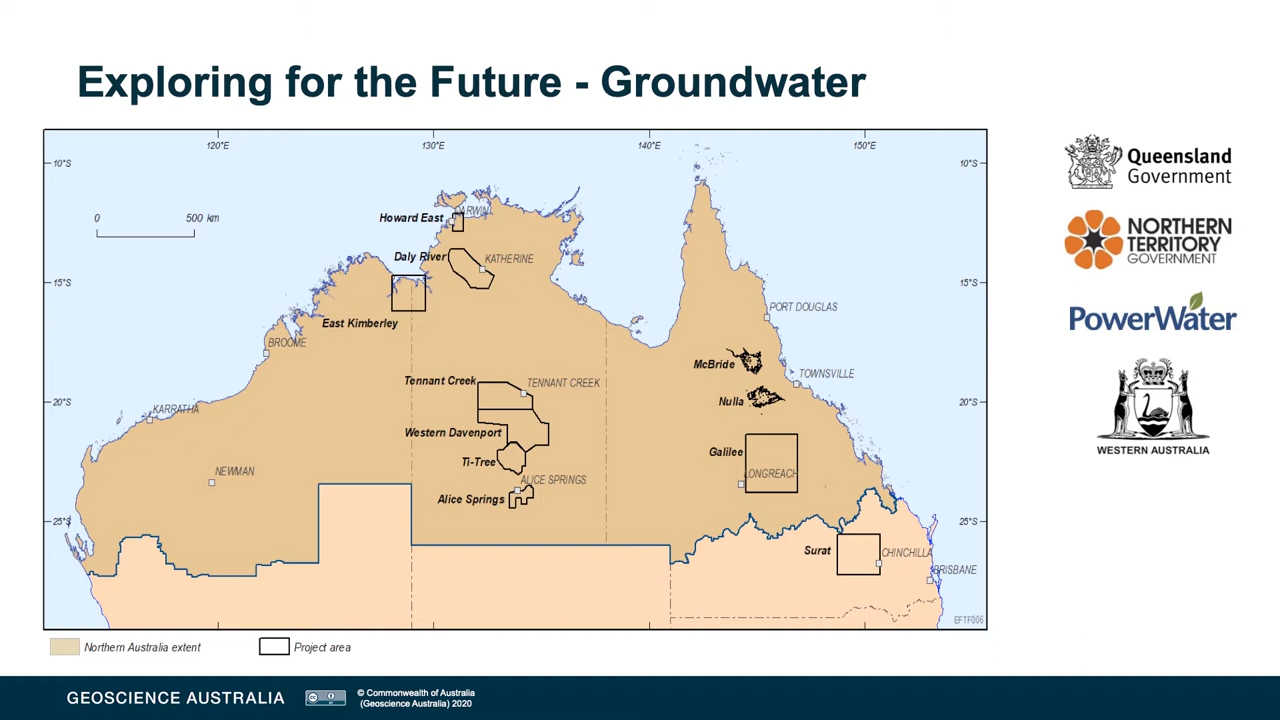 Exploring for the Future - Groundwater
120°E
130°E
140°E
150°E
10°S
10°S
0
500 km
Howard East
DARWIN
Daly River
KATHERINE
15°S
15°S
East Kimberley
PORT DOUGLAS
BROOME
McBride
TOWNSVILLE
Tennant Creek
TENNANT CREEK
Nulla
20°S
20°S
KARRATHA
Western Davenport
Galilee
Ti-Tree
NEWMAN
LONGREACH
ALICE SPRINGS
Alice Springs
25°S
25°S
Surat
CHINCHILLA
BRISBANE
EFTF006
Northern Australia extent
Project area
Queensland
Government
NORTHERN
TERRITORY
GOVERNMENT
PowerWater
WESTERN AUSTRALIA
GEOSCIENCE AUSTRALIA
cc
BY
© Commonwealth of Australia
(Geoscience Australia) 2020